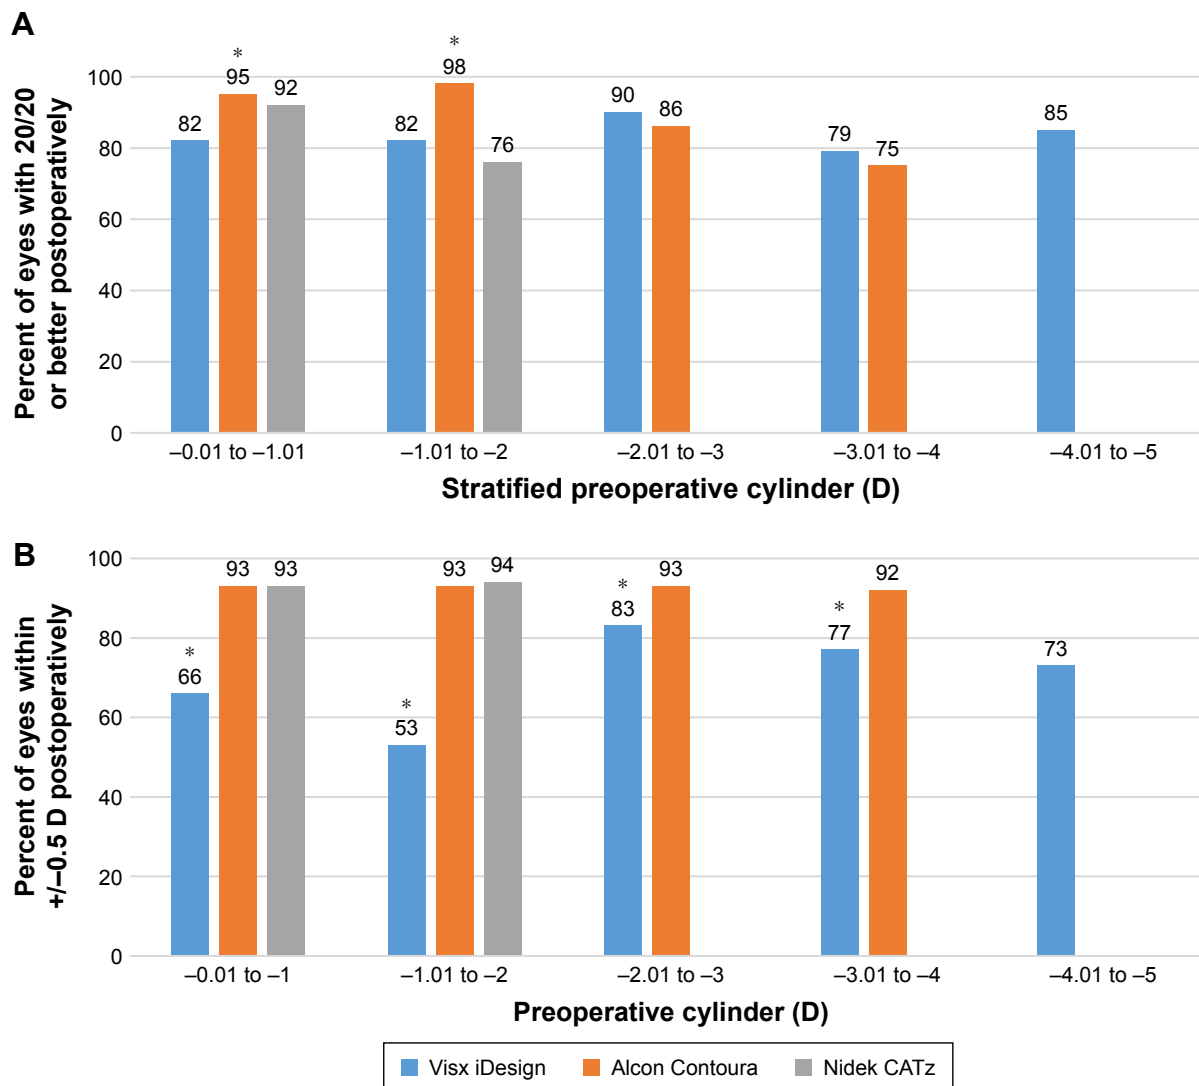 A
Percent of eyes with 20/20
or better postoperatively
100
80
60
40
20
0
82
*
95
92
82
*
98
76
90
86
79
75
85
–0.01 to –1.01
–1.01 to –2
–2.01 to –3
–3.01 to –4
–4.01 to –5
Stratified preoperative cylinder (D)
B
Percent of eyes within
+/–0.5 D postoperatively
100
80
60
40
20
0
*
66
93
93
*
53
93
94
*
83
93
*
77
92
73
–0.01 to –1
–1.01 to –2
–2.01 to –3
–3.01 to –4
–4.01 to –5
Preoperative cylinder (D)
Visx iDesign
Alcon Contoura
Nidek CATz